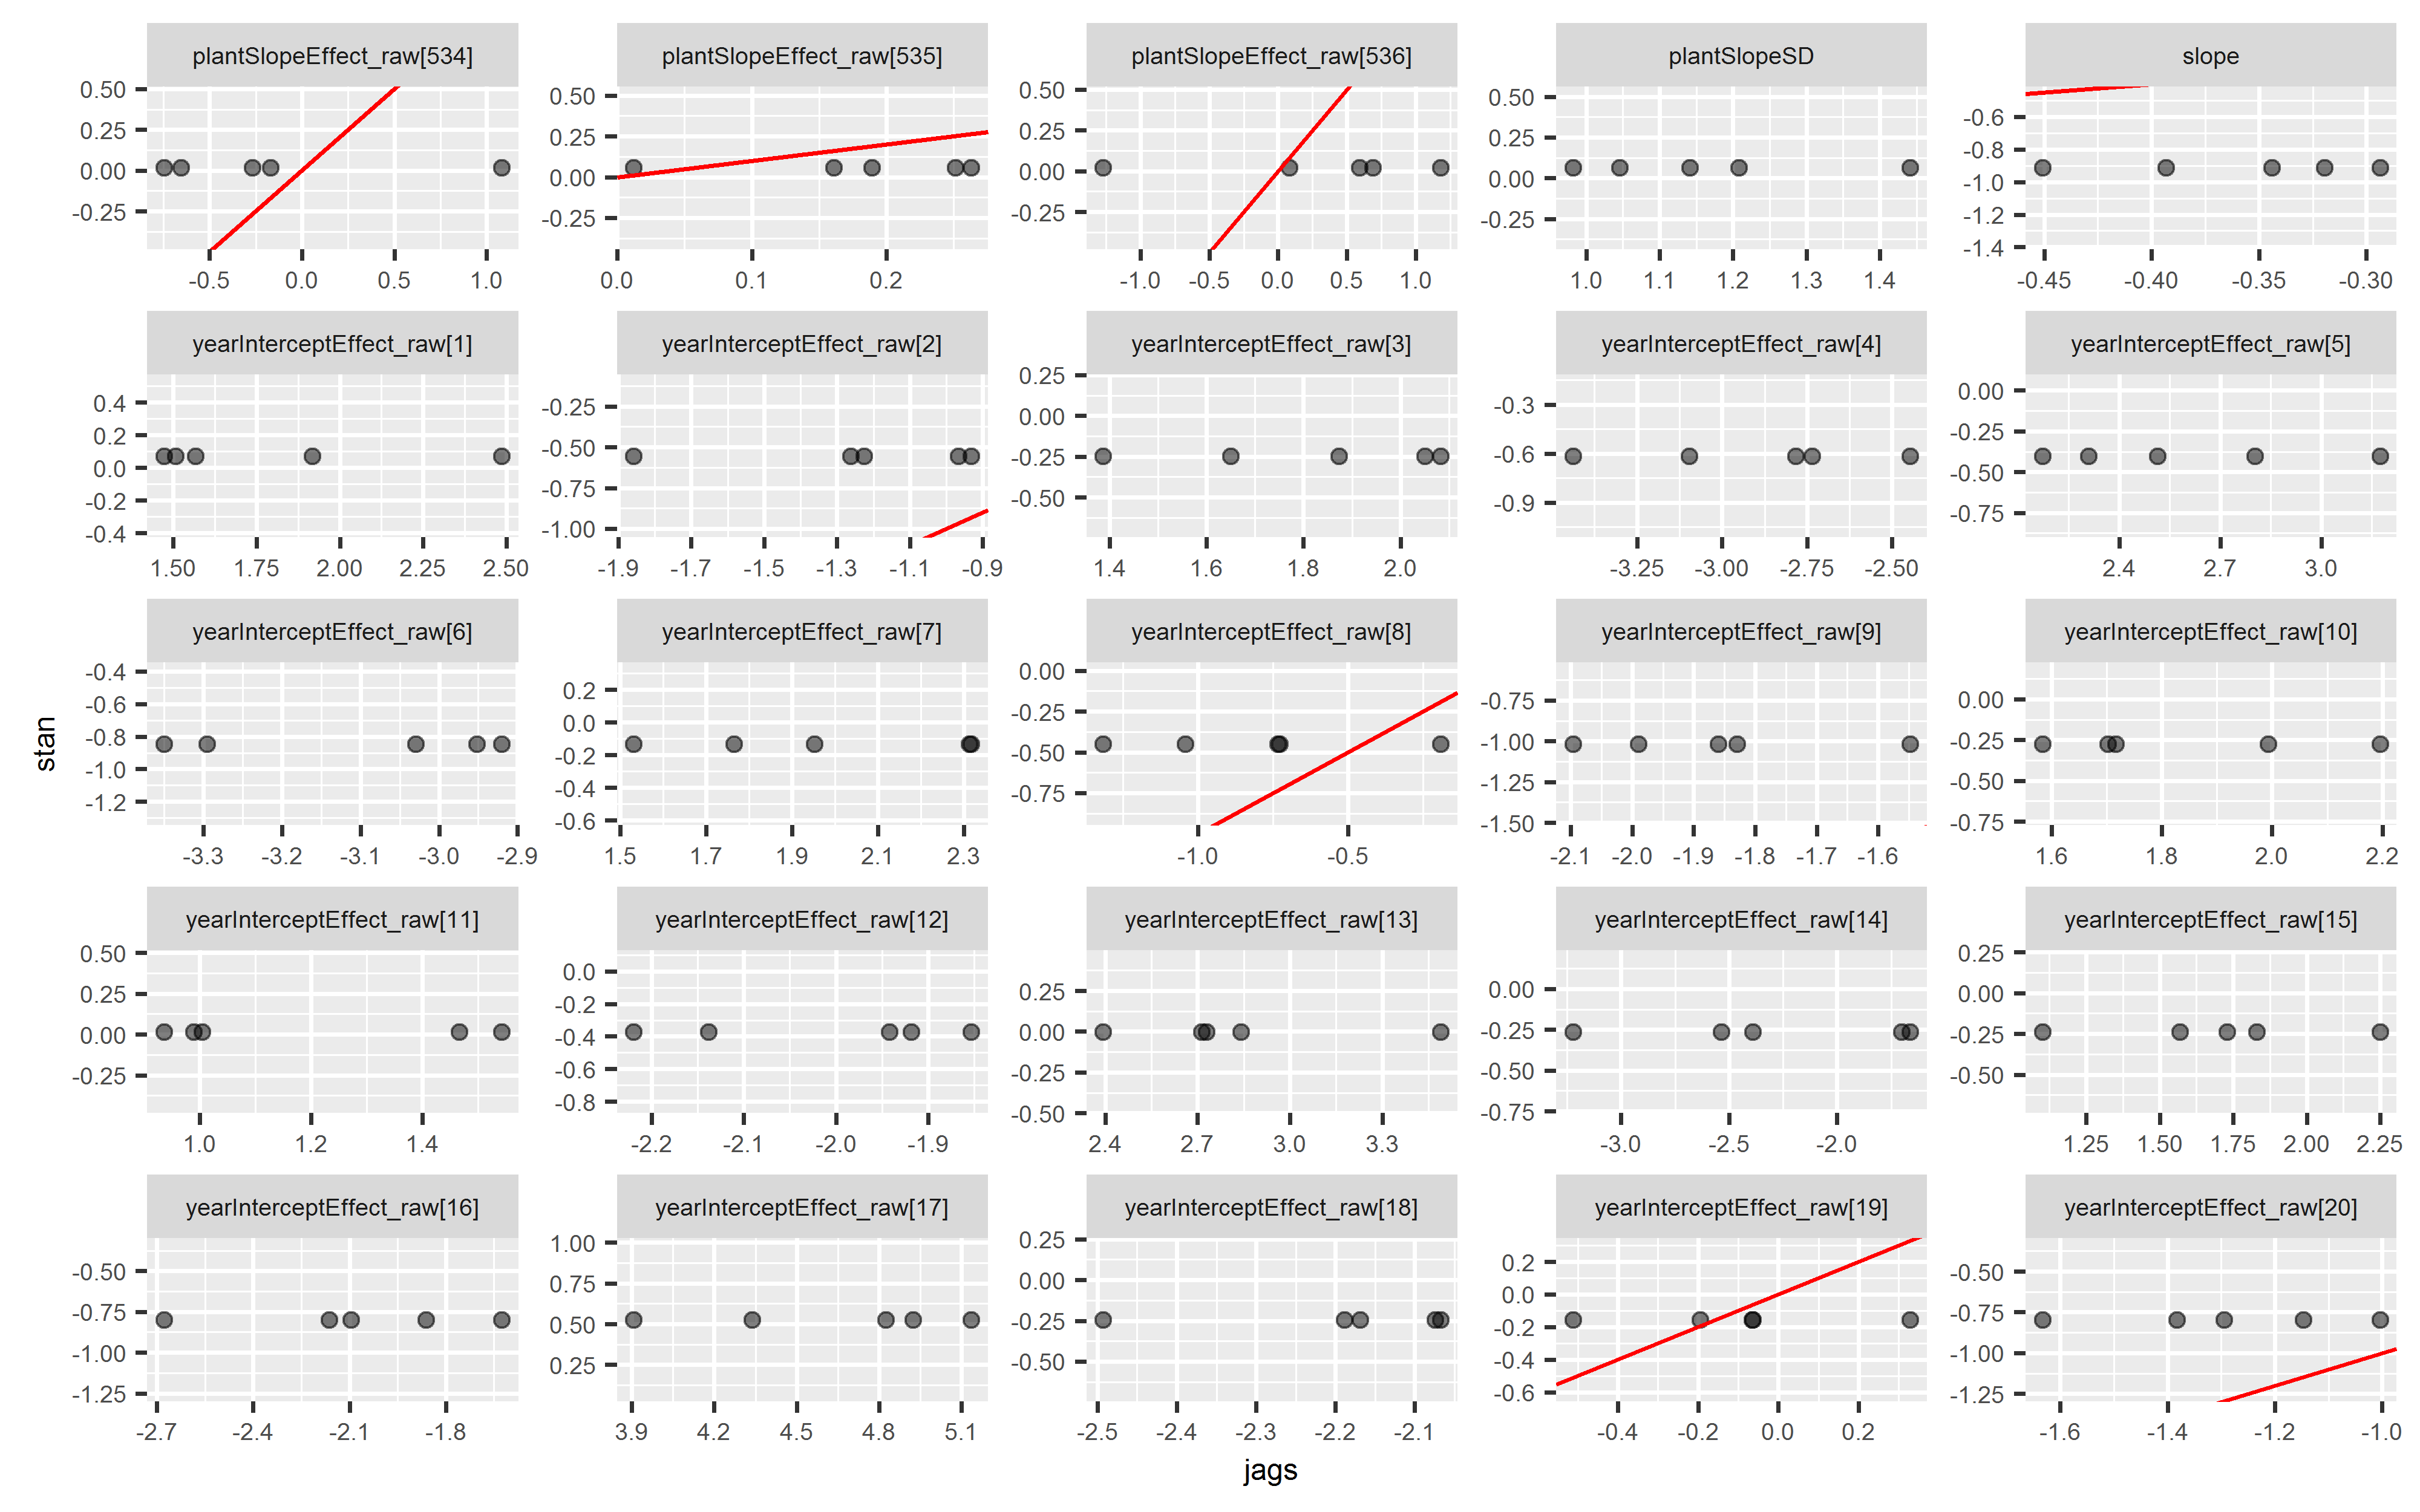 plantSlopeEffect_raw[534] plantSlopeEffect_raw[535] plantSlopeEffect_raw[536] plantSlopeSD slope
0.50 0.50 0.50 0.50 -0.6
0.25 0.25 0.25 0.25 -0.8
0.00 0.00 0.00 0.00 -1.0
-0.25 -0.25 -0.25 -0.25 -1.2
-1.4
-0.5 0.0 0.5 1.0 0.0 0.1 0.2 -1.0 -0.5 0.0 0.5 1.0 1.0 1.1 1.2 1.3 1.4 -0.45 -0.40 -0.35 -0.30
yearInterceptEffect_raw[1] yearInterceptEffect_raw[2] yearInterceptEffect_raw[3] yearInterceptEffect_raw[4] yearInterceptEffect_raw[5]
0.4 -0.25 0.25 -0.3 0.00
0.2 -0.50 0.00 -0.6 -0.25
0.0 -0.75 -0.25 -0.9 -0.50
-0.2 -1.00 -0.50 -0.75
-0.4
1.50 1.75 2.00 2.25 2.50 -1.9 -1.7 -1.5 -1.3 -1.1 -0.9 1.4 1.6 1.8 2.0 -3.25 -3.00 -2.75 -2.50 2.4 2.7 3.0
yearInterceptEffect_raw[6] yearInterceptEffect_raw[7] yearInterceptEffect_raw[8] yearInterceptEffect_raw[9] yearInterceptEffect_raw[10]
-0.4 0.2 0.00 -0.75 0.00
-0.6 0.0 -0.25 -1.00 -0.25
-0.8 -0.2 -0.50 -1.25 -0.50
-1.0 -0.4 -0.75 -1.50 -0.75
-1.2 -0.6
-3.3 -3.2 -3.1 -3.0 -2.9 1.5 1.7 1.9 2.1 2.3 -1.0 -0.5 -2.1 -2.0 -1.9 -1.8 -1.7 -1.6 1.6 1.8 2.0 2.2
stan
yearInterceptEffect_raw[11] yearInterceptEffect_raw[12] yearInterceptEffect_raw[13] yearInterceptEffect_raw[14] yearInterceptEffect_raw[15]
0.50 0.0 0.25 0.00 0.25
0.25 -0.2 0.00 -0.25 0.00
0.00 -0.4 -0.25 -0.50 -0.25
-0.25 -0.6 -0.50 -0.75 -0.50
-0.8
1.0 1.2 1.4 -2.2 -2.1 -2.0 -1.9 2.4 2.7 3.0 3.3 -3.0 -2.5 -2.0 1.25 1.50 1.75 2.00 2.25
yearInterceptEffect_raw[16] yearInterceptEffect_raw[17] yearInterceptEffect_raw[18] yearInterceptEffect_raw[19] yearInterceptEffect_raw[20]
-0.50 1.00 0.25 0.2 -0.50
-0.75 0.75 0.00 0.0 -0.75
-1.00 0.50 -0.25 -0.2 -1.00
-1.25 0.25 -0.50 -0.4 -1.25
-0.6
-2.7 -2.4 -2.1 -1.8 3.9 4.2 4.5 4.8 5.1 -2.5 -2.4 -2.3 -2.2 -2.1 -0.4 -0.2 0.0 0.2 -1.6 -1.4 -1.2 -1.0
jags